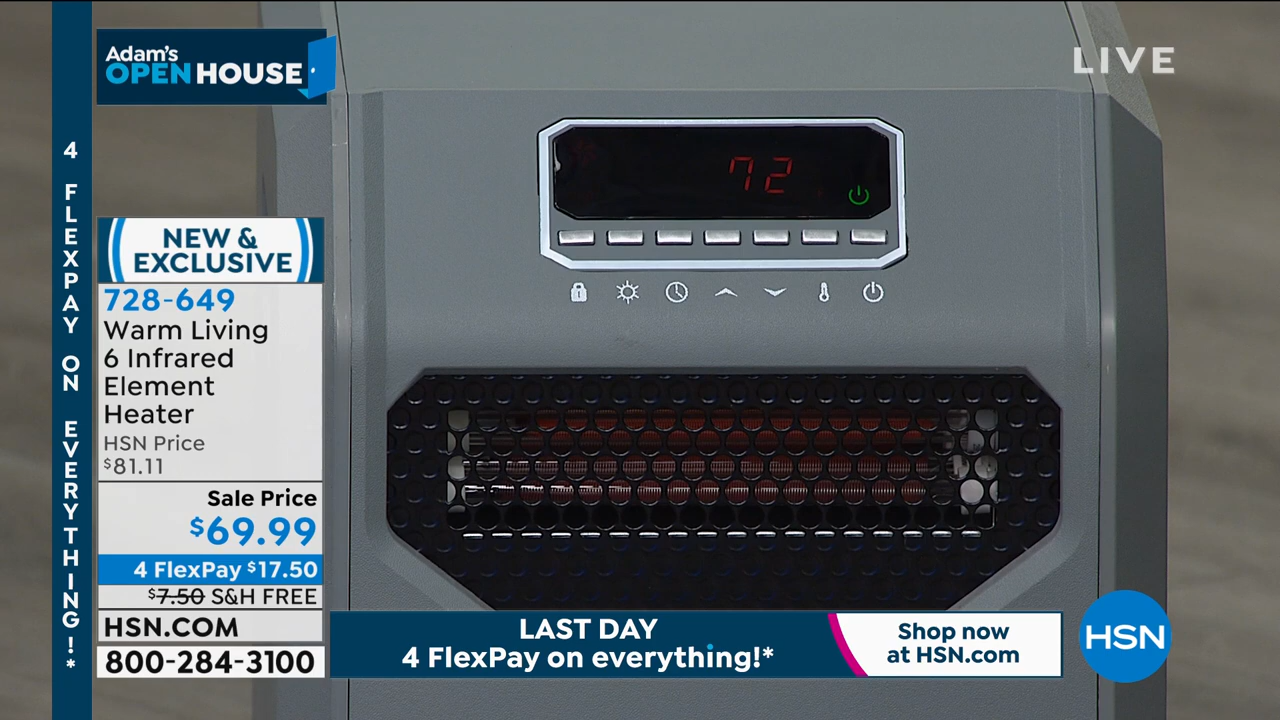 Adam's
OPEN HOUSE
LIVE
4 FLEXPAY ON EVERYTHING!*
72
NEW &
EXCLUSIVE
728-649
Warm Living
6 Infrared
Element
Heater
HSN Price
$81.11
Sale Price
$69.99
4 FlexPay $17.50
$7.50 S&H FREE
HSN.COM
800-284-3100
LAST DAY
4 FlexPay on everything!*
Shop now
at HSN.com
HSN